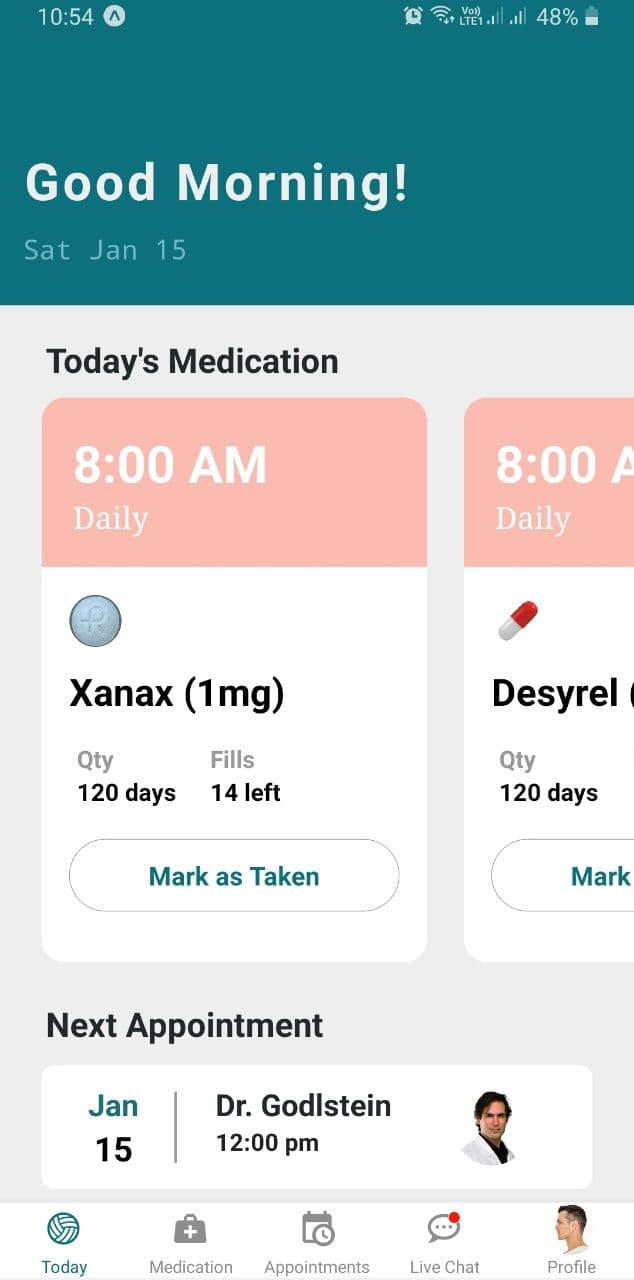 10:54 Vo)) LTE1 48%
Good Morning!
Sat Jan 15
Today's Medication
8:00 AM
Daily
Xanax (1mg)
Qty Fills
120 days 14 left
Mark as Taken
8:00 A
Daily
Desyrel (
Qty
120 days
Mark
Next Appointment
Jan
15
Dr. Godlstein
12:00 pm
Today Medication Appointments Live Chat Profile